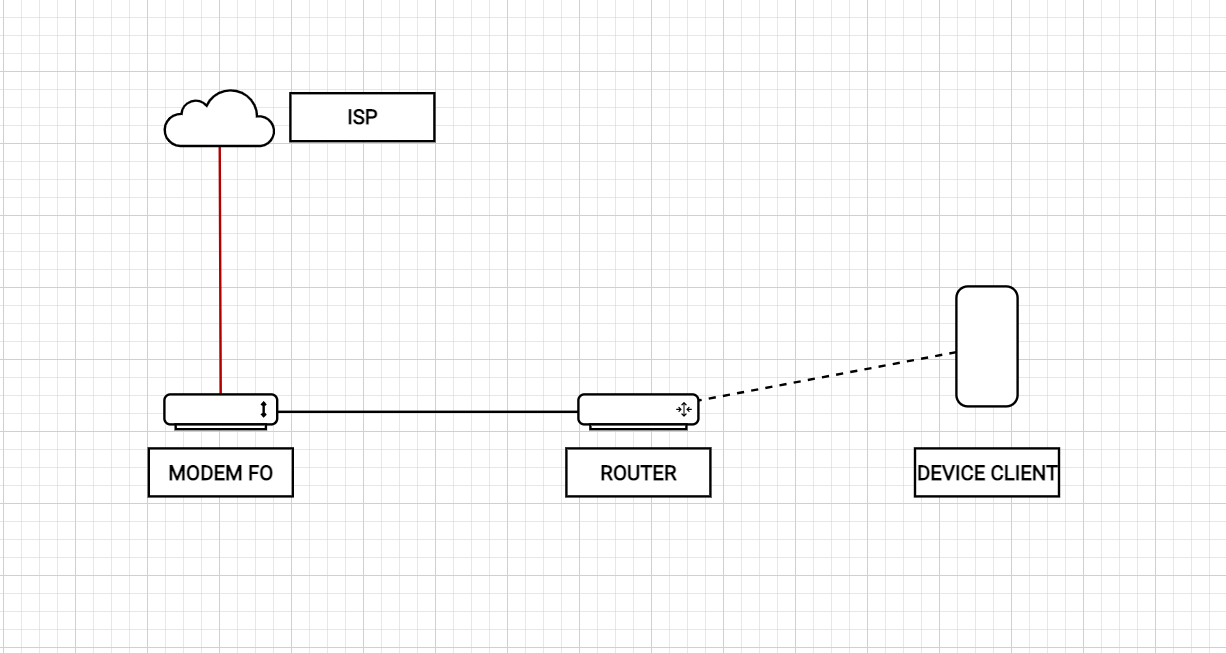 ISP
MODEM FO
ROUTER
DEVICE CLIENT